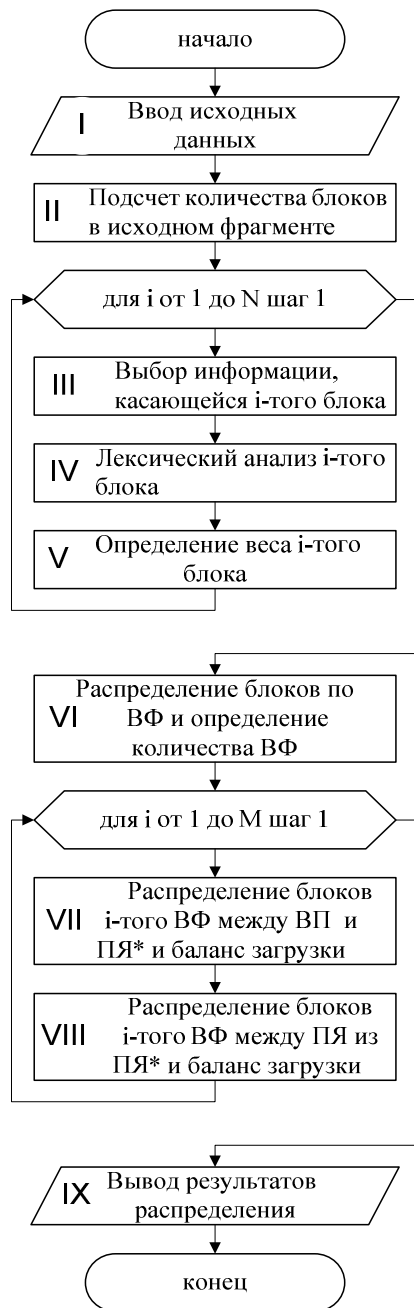 начало
I Ввод исходных
данных
II Подсчет количества блоков
в исходном фрагменте
для i от 1 до N шаг 1
III Выбор информации,
касающейся i-того блока
IV Лексический анализ i-того
блока
V Определение веса i-того
блока
Распределение блоков по
VI ВФ и определение
количества ВФ
для i от 1 до M шаг 1
Распределение блоков
VII i-того ВФ между ВП и
ПЯ* и баланс загрузки
Распределение блоков
VIII i-того ВФ между ПЯ из
ПЯ* и баланс загрузки
IX Вывод результатов
распределения
конец